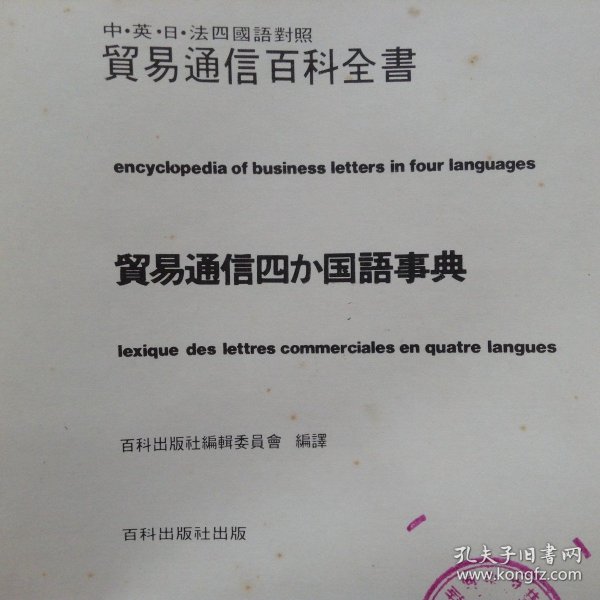 中・英・日・法四國語對照
貿易通信百科全書
encyclopedia of business letters in four languages
貿易通信四か国語事典
lexique des lettres commerciales en quatre langues
百科出版社編輯委員會 編譯
百科出版社出版
孔夫子旧书网
www.kongfz.com